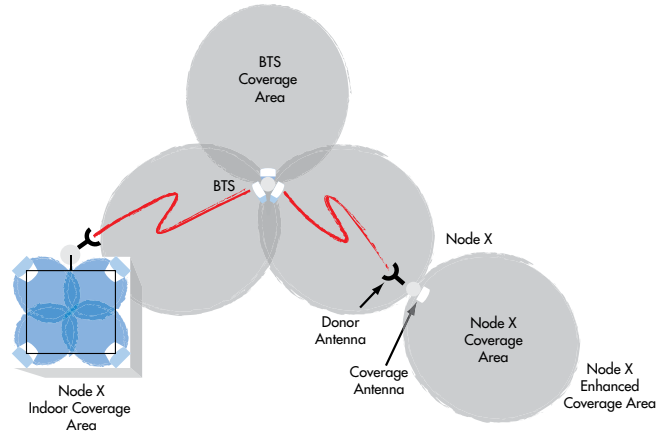 BTS
Coverage
Area
BTS
Node X
Donor
Antenna
Node X
Coverage
Area
Coverage
Antenna
Node X
Enhanced
Coverage Area
Node X
Indoor Coverage
Area